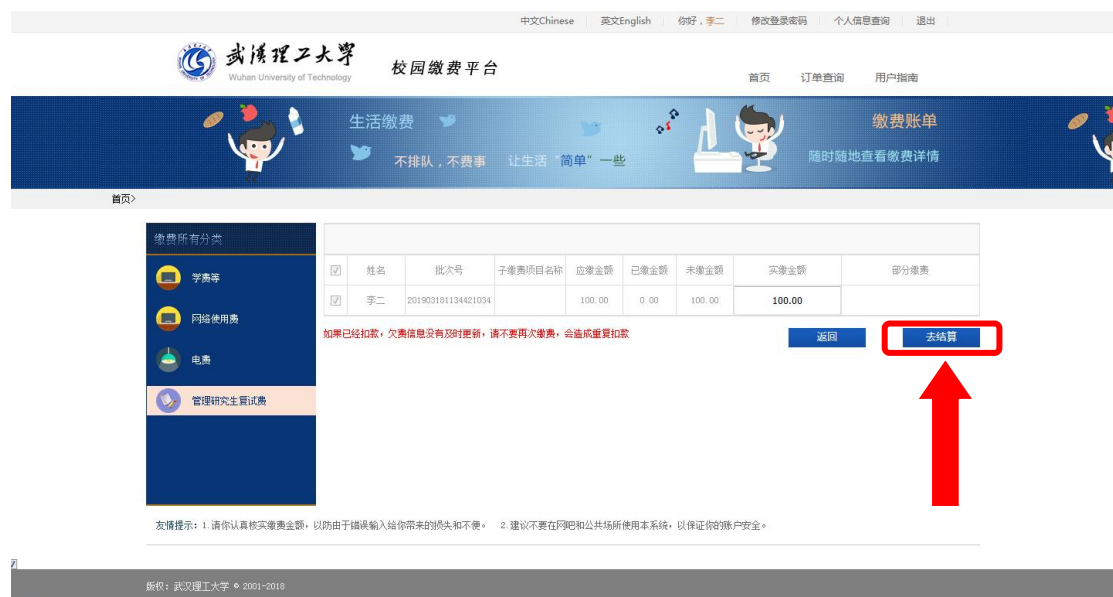 中文Chinese 英文English 你好，李二 修改登录密码 个人信息查询 退出
武汉理工大学
Wuhan University of Technology
校园缴费平台
首页 订单查询 用户指南
生活缴费
不排队，不费事 让生活“简单”一些
缴费账单
随时随地查看缴费详情
首页>
缴费所有分类
学费等
网络使用费
电费
管理研究生复试费
姓名 批次号 子缴费项目名称 应缴金额 已缴金额 未缴金额 实缴金额 部分缴费
李二 201903181134421034 100.00 0.00 100.00 100.00
如果已经扣款，欠费信息没有及时更新，请不要再次缴费，会造成重复扣款
返回 去结算
友情提示：1.请你认真核实缴费金额，以防由于错误输入给你带来的损失和不便。 2.建议不要在网吧和公共场所使用本系统，以保证你的账户安全。
版权：武汉理工大学 © 2001-2018